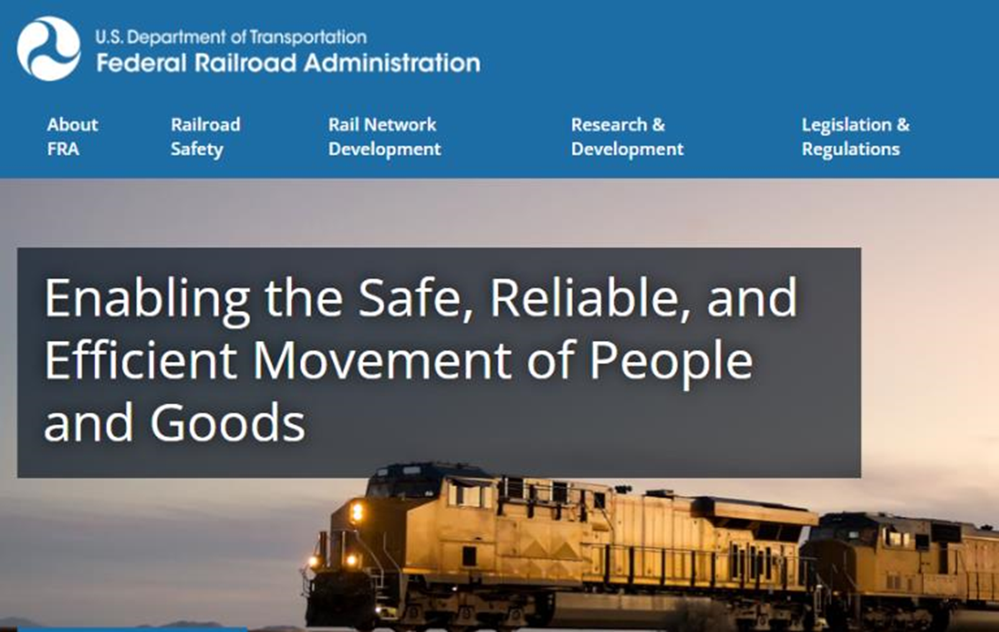 U.S. Department of Transportation
Federal Railroad Administration
About
FRA
Railroad
Safety
Rail Network
Development
Research &
Development
Legislation &
Regulations
Enabling the Safe, Reliable, and
Efficient Movement of People
and Goods